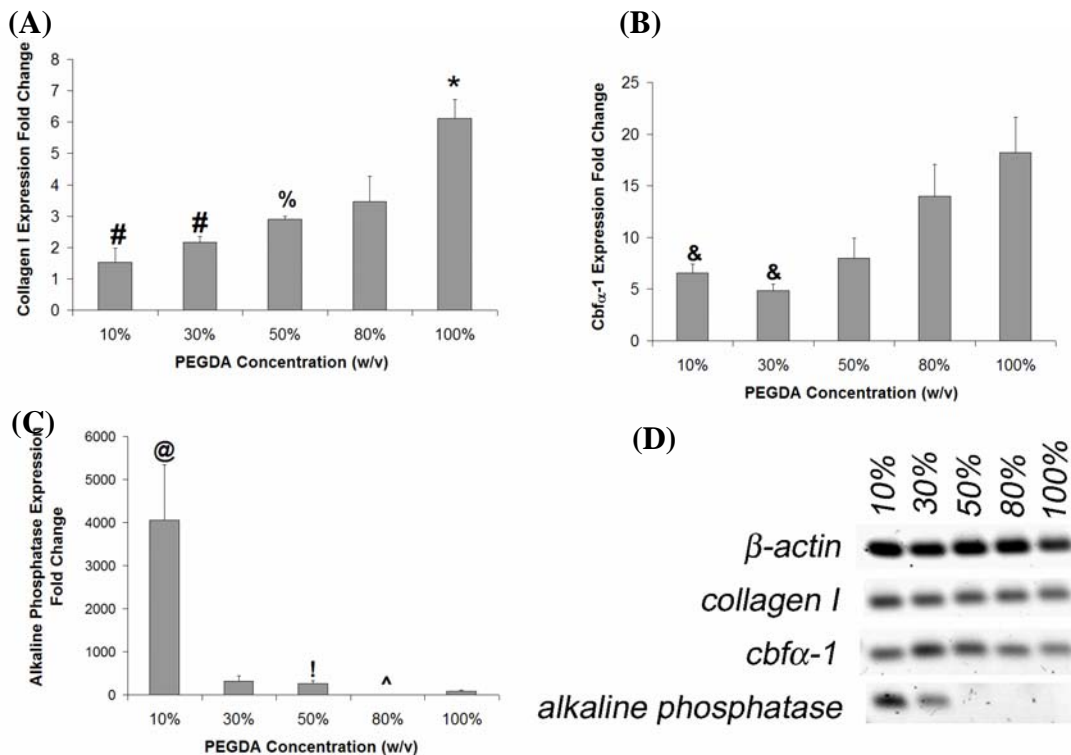 (A)
Collagen I Expression Fold Change
8
7
6
5
4
3
2
1
0
#
#
%
*
10% 30% 50% 80% 100%
PEGDA Concentration (w/v)
(B)
Cbfα-1 Expression Fold Change
25
20
15
10
5
0
&
&
10% 30% 50% 80% 100%
PEGDA Concentration (w/v)
(C)
Alkaline Phosphatase Expression
Fold Change
6000
5000
4000
3000
2000
1000
0
@
!
^
10% 30% 50% 80% 100%
PEGDA Concentration (w/v)
(D)
10% 30% 50% 80% 100%
β-actin
collagen I
cbfα-1
alkaline phosphatase